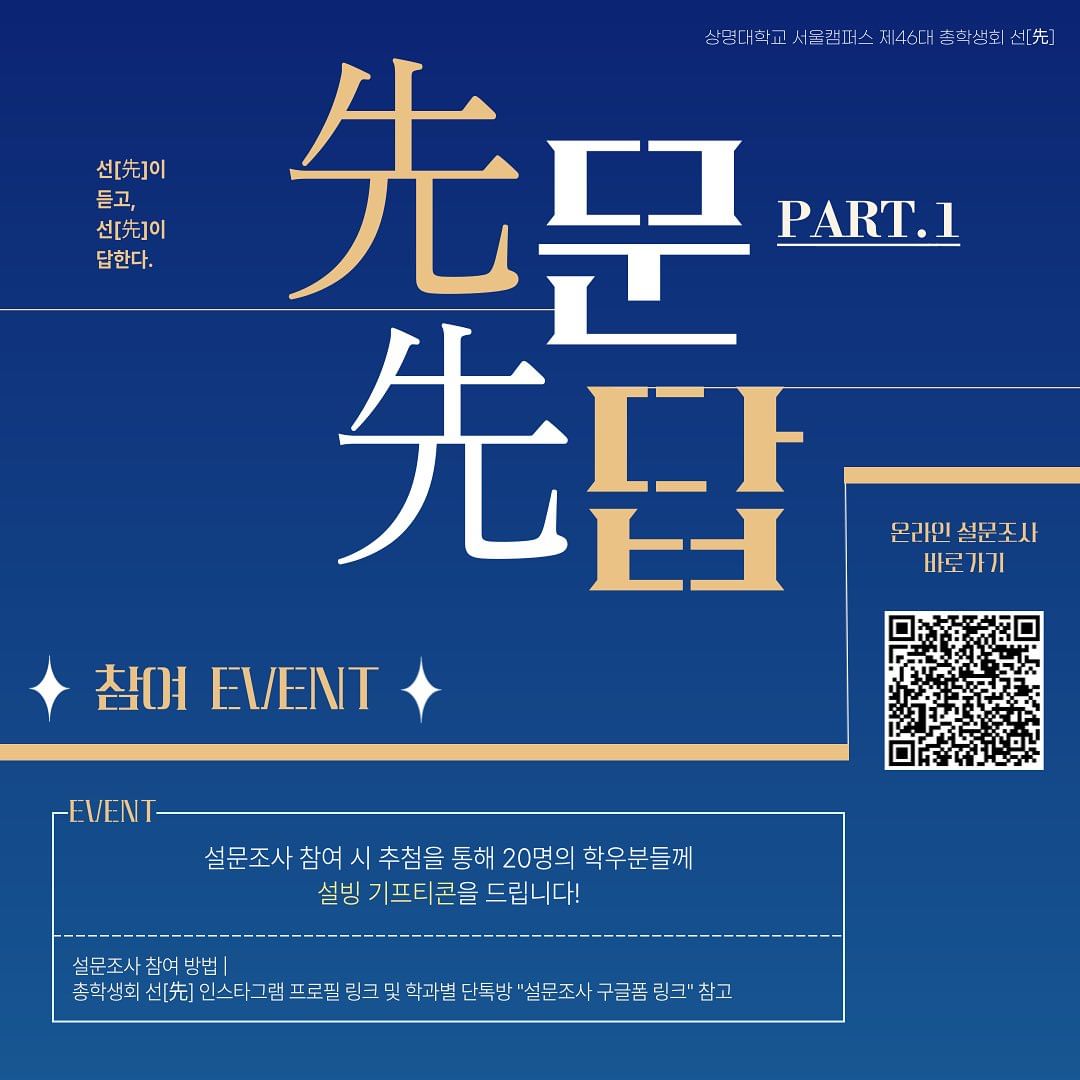 상명대학교 서울캠퍼스 제46대 총학생회 선[先]
선[先]이
듣고,
선[先]이
답한다.
先문
PART.1
先답
온라인 설문조사
바로가기
참여 EVENT
EVENT
설문조사 참여 시 추첨을 통해 20명의 학우분들께
설빙 기프티콘을 드립니다!
설문조사 참여 방법 |
총학생회 선[先] 인스타그램 프로필 링크 및 학과별 단톡방 "설문조사 구글폼 링크" 참고